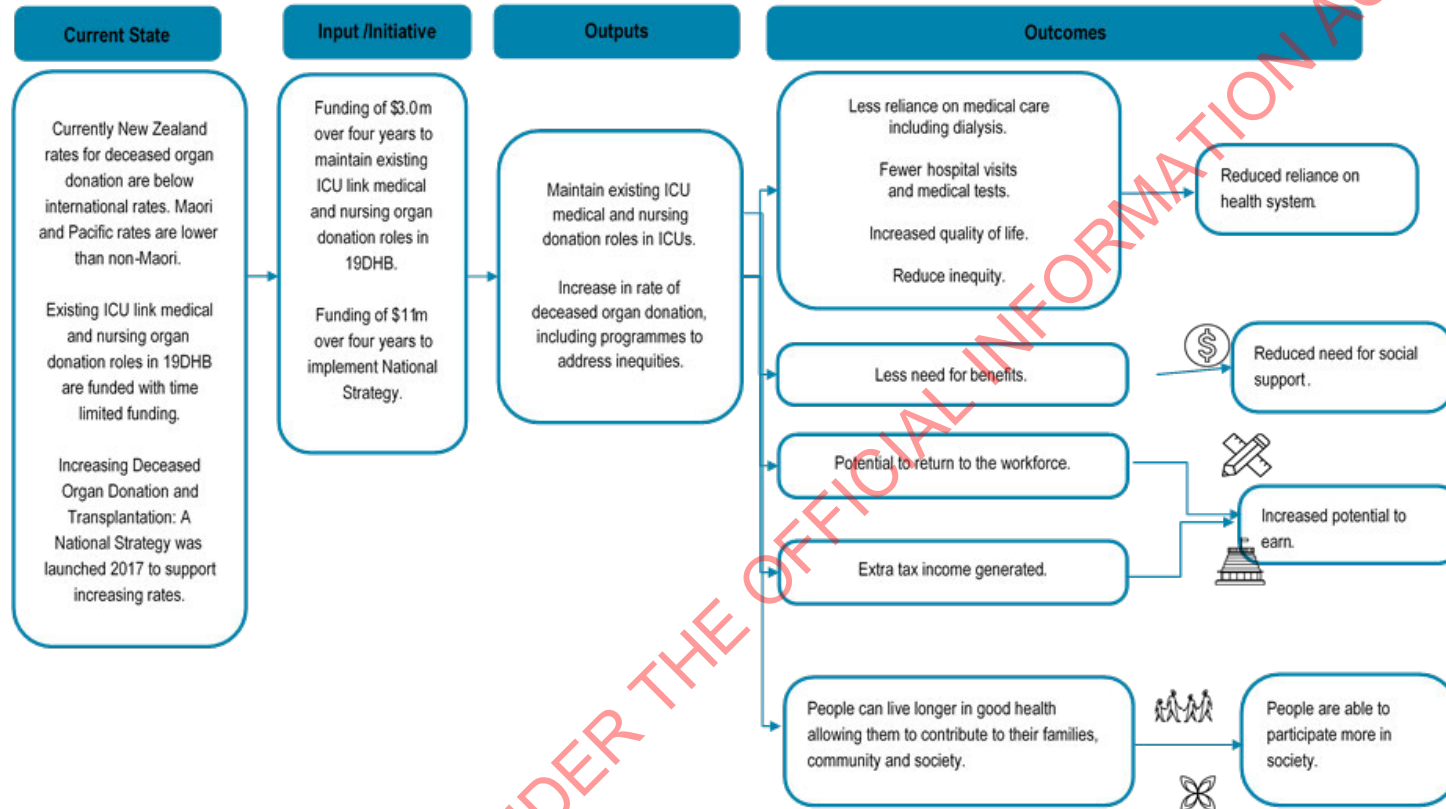 Current State
Input /Initiative
Outputs
Outcomes
Currently New Zealand
rates for deceased organ
donation are below
international rates. Maori
and Pacific rates are lower
than non-Maori.
Existing ICU link medical
and nursing organ
donation roles in 19DHB
are funded with time
limited funding.
Increasing Deceased
Organ Donation and
Transplantation: A
National Strategy was
launched 2017 to support
increasing rates.
Funding of $3.0m
over four years to
maintain existing
ICU link medical
and nursing organ
donation roles in
19DHB.
Funding of $11m
over four years to
implement National
Strategy.
Maintain existing ICU
medical and nursing
donation roles in ICUs.
Increase in rate of
deceased organ donation,
including programmes to
address inequities.
Less reliance on medical care
including dialysis.
Fewer hospital visits
and medical tests.
Increased quality of life.
Reduce inequity.
Reduced reliance on
health system.
Less need for benefits.
$
Reduced need for social
support.
Potential to return to the workforce.
Extra tax income generated.
Increased potential to
earn.
People can live longer in good health
allowing them to contribute to their families,
community and society.
People are able to
participate more in
society.
UNDER THE OFFICIAL INFORMATION AC